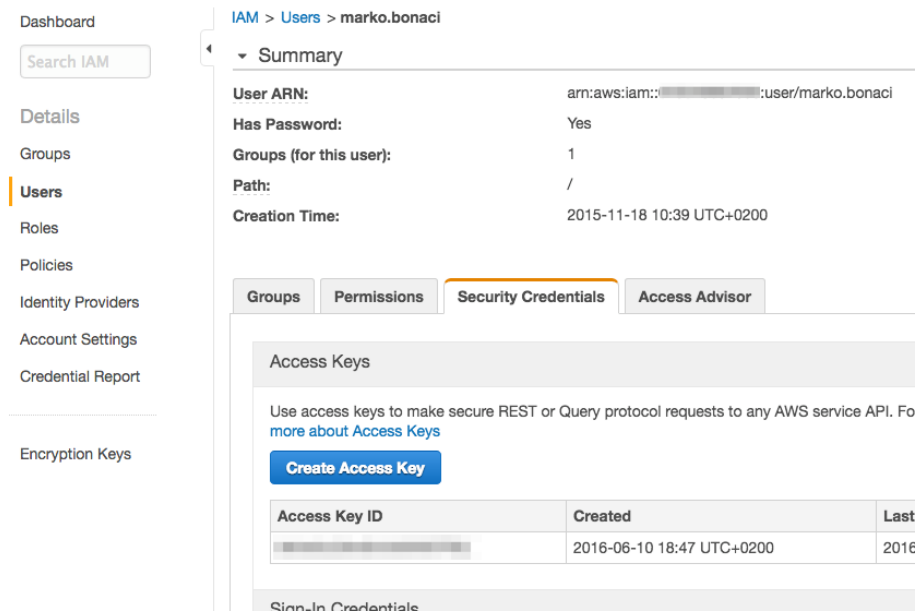 Dashboard
Search IAM
Details
Groups
Users
Roles
Policies
Identity Providers
Account Settings
Credential Report
Encryption Keys
IAM > Users > marko.bonaci
Summary
User ARN: arn:aws:iam:: :user/marko.bonaci
Has Password: Yes
Groups (for this user): 1
Path: /
Creation Time: 2015-11-18 10:39 UTC+0200
Groups Permissions Security Credentials Access Advisor
Access Keys
Use access keys to make secure REST or Query protocol requests to any AWS service API. Fo
more about Access Keys
Create Access Key
Access Key ID Created Last
2016-06-10 18:47 UTC+0200 2016
Sign-In Credentials